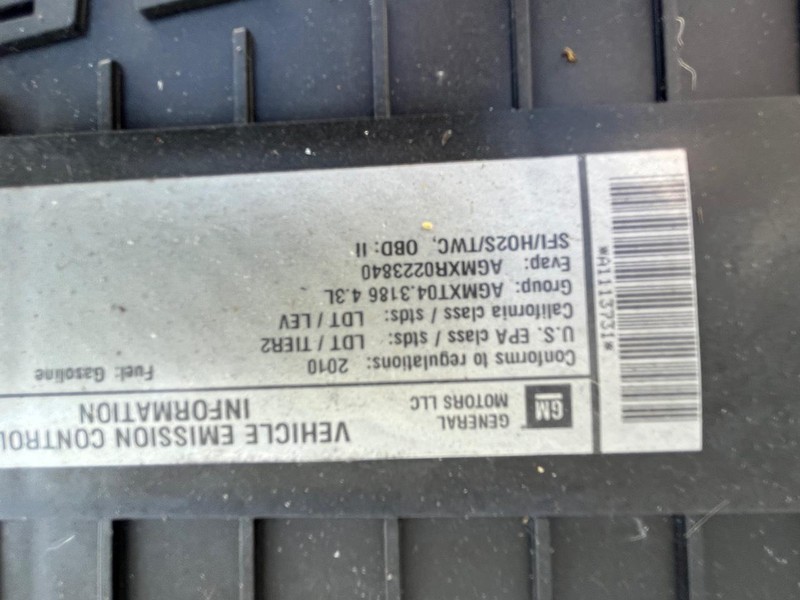 VEHICLE EMISSION CONTROL
INFORMATION
GM
GENERAL
MOTORS LLC
Conforms to regulations: 2010 Fuel: Gasoline
U.S. EPA class / stds: LDT / TIER2
California class / stds: LDT / LEV
Group: AGMXT04.3186 4.3L
Evap: AGMXR0223840
SFI/HO2S/TWC, OBD: II
*A1113731*